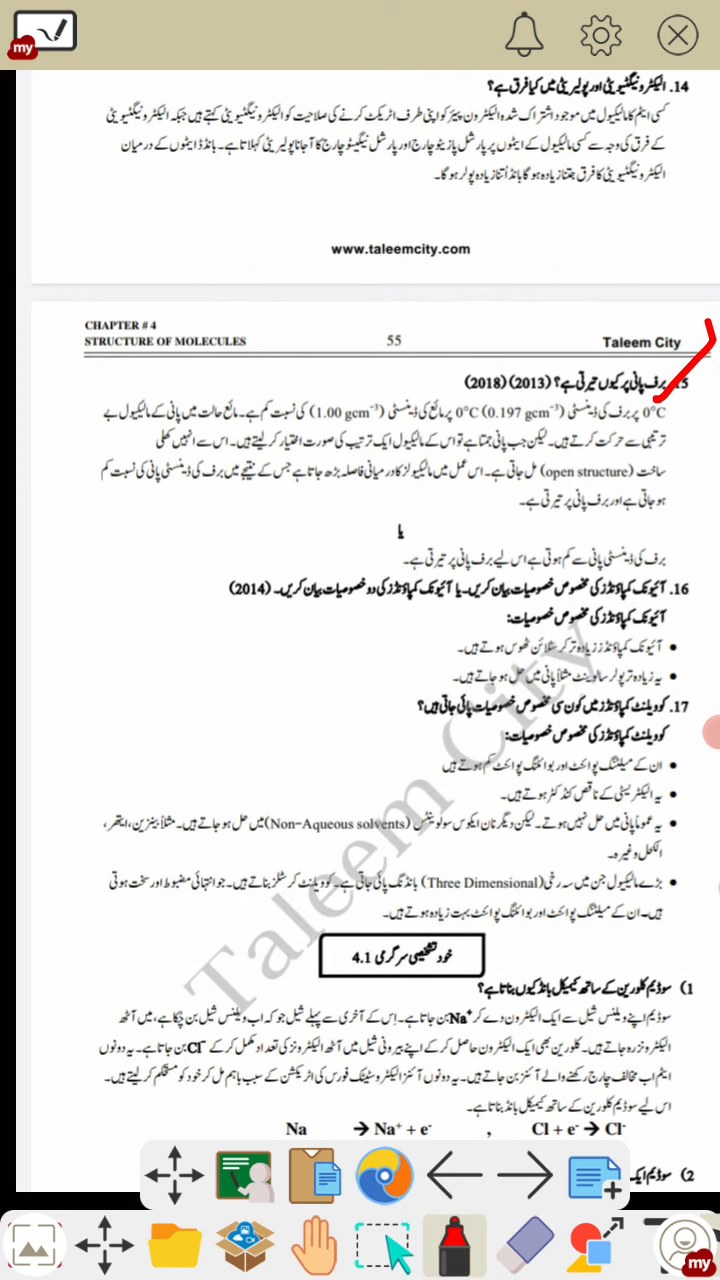 my
14. الیکٹرونیگٹیویٹی اور پولیریٹی میں کیا فرق ہے؟
کسی ایٹم کا مالیکیول میں موجود اشتراک شدہ الیکٹرون پیئر کو اپنی طرف اٹریکٹ کرنے کی صلاحیت کو الیکٹرونیگٹیویٹی کہتے ہیں جبکہ الیکٹرونیگٹیویٹی
کے فرق کی وجہ سے کسی مالیکیول کے ایٹموں پر پارشل پازیٹو چارج اور پارشل نیگیٹو چارج کا آجانا پولیریٹی کہلاتا ہے۔ بانڈڈ ایٹموں کے درمیان
الیکٹرونیگٹیویٹی کا فرق جتنا زیادہ ہوگا بانڈ اُتنا زیادہ پولر ہوگا۔
www.taleemcity.com
CHAPTER # 4
STRUCTURE OF MOLECULES 55 Taleem City
15. برف پانی پر کیوں تیرتی ہے؟ (2013) (2018)
0°C پر برف کی ڈینسٹی (0.197 gcm⁻³) 0°C پر مائع کی ڈینسٹی (1.00 gcm⁻³) کی نسبت کم ہے۔ مائع حالت میں پانی کے مالیکیول بے
ترتیبی سے حرکت کرتے ہیں۔ لیکن جب پانی جمتا ہے تو اس کے مالیکیول ایک ترتیب کی صورت اختیار کر لیتے ہیں۔ اس سے انہیں کھلی
ساخت (open structure) مل جاتی ہے۔ اس عمل میں مالیکیولز کا درمیانی فاصلہ بڑھ جاتا ہے جس کے نتیجے میں برف کی ڈینسٹی پانی کی نسبت کم
ہو جاتی ہے اور برف پانی پر تیرتی ہے۔
یا
برف کی ڈینسٹی پانی سے کم ہوتی ہے اس لیے برف پانی پر تیرتی ہے۔
16. آئیونک کمپاؤنڈز کی مخصوص خصوصیات بیان کریں۔ یا آئیونک کمپاؤنڈز کی دو خصوصیات بیان کریں۔ (2014)
آئیونک کمپاؤنڈز کی مخصوص خصوصیات:
• آئیونک کمپاؤنڈز زیادہ تر کرسٹلائن ٹھوس ہوتے ہیں۔
• یہ زیادہ تر پولر سالوینٹ مثلاً پانی میں حل ہو جاتے ہیں۔
17. کوویلنٹ کمپاؤنڈز میں کون سی مخصوص خصوصیات پائی جاتی ہیں؟
کوویلنٹ کمپاؤنڈز کی مخصوص خصوصیات:
• ان کے میلٹنگ پوائنٹ اور بوائلنگ پوائنٹ کم ہوتے ہیں
• یہ الیکٹریسٹی کے ناقص کنڈکٹر ہوتے ہیں۔
• یہ عموماً پانی میں حل نہیں ہوتے۔ لیکن دیگر نان ایکوس سولوینٹس (Non-Aqueous solvents) میں حل ہو جاتے ہیں۔ مثلاً بینزین، ایتھر،
الکحل وغیرہ۔
• بڑے مالیکیول جن میں سہ رخی (Three Dimensional) بانڈنگ پائی جاتی ہے۔ کوویلنٹ کرسٹلز بناتے ہیں۔ جو انتہائی مضبوط اور سخت ہوتی
ہیں۔ ان کے میلٹنگ پوائنٹ اور بوائلنگ پوائنٹ بہت زیادہ ہوتے ہیں۔
خود تشخیصی سرگرمی 4.1
1) سوڈیم کلورین کے ساتھ کیمیکل بانڈ کیوں بناتا ہے؟
سوڈیم اپنے ویلنس شیل سے ایک الیکٹرون دے کر Na⁺ بن جاتا ہے۔ اِس کے آخری سے پہلے شیل جو کہ اب ویلنس شیل بن چکا ہے، میں آٹھ
الیکٹرونز رہ جاتے ہیں۔ کلورین بھی ایک الیکٹرون حاصل کر کے اپنے بیرونی شیل میں آٹھ الیکٹرونز کی تعداد مکمل کر کے Cl⁻ بن جاتا ہے۔ یہ دونوں
ایٹم اب مخالف چارج رکھنے والے آئنز بن جاتے ہیں۔ یہ دونوں آئنز الیکٹروسٹیٹک فورس کی اٹریکشن کے سبب باہم مل کر خود کو مستحکم کر لیتے ہیں۔
اس لیے سوڈیم کلورین کے ساتھ کیمیکل بانڈ بناتا ہے۔
Na → Na⁺ + e⁻ , Cl + e⁻ → Cl⁻
2) سوڈیم ایک
Taleem City
my